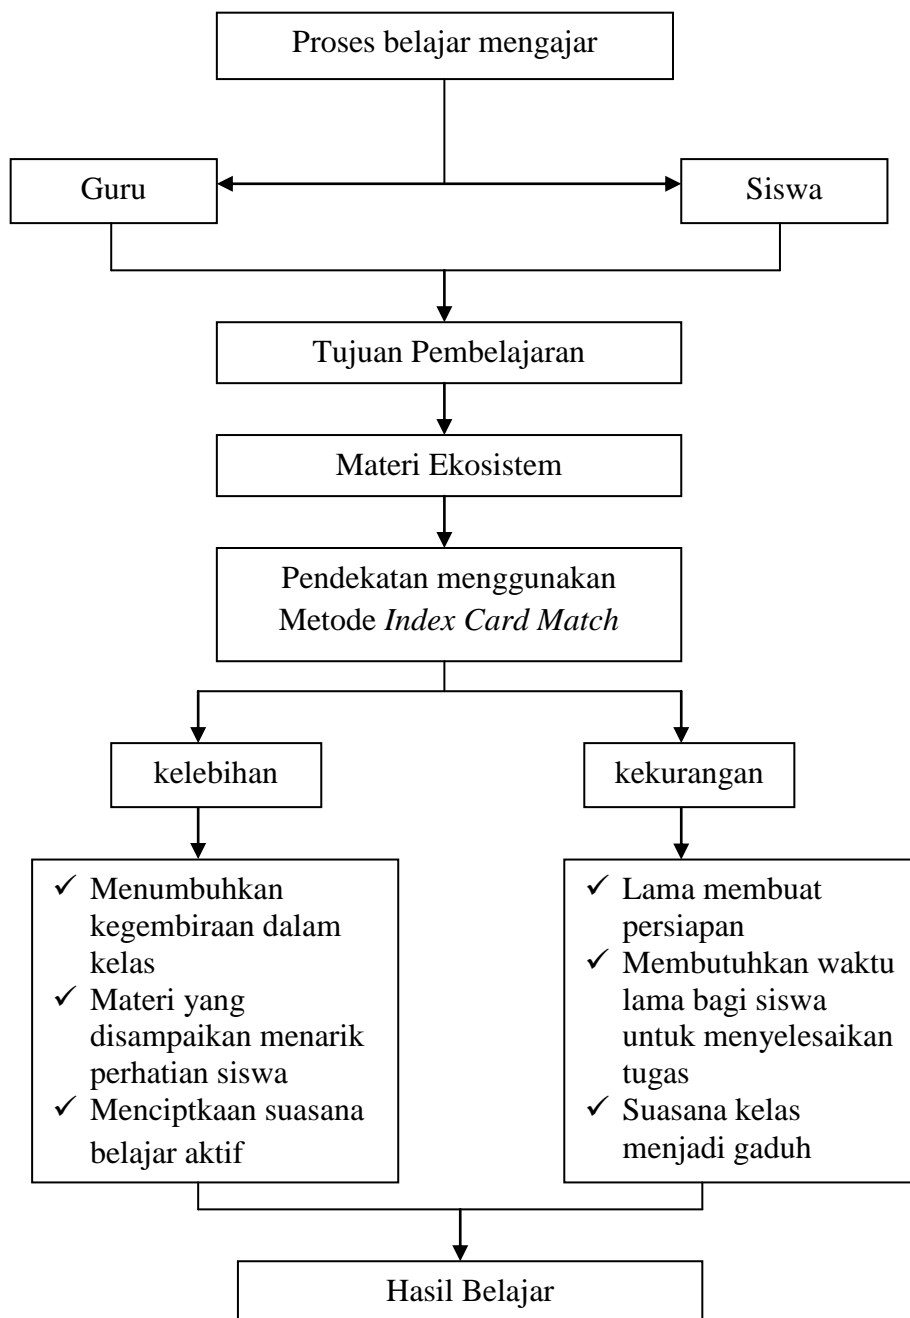 Proses belajar mengajar
Guru
Siswa
Tujuan Pembelajaran
Materi Ekosistem
Pendekatan menggunakan
Metode Index Card Match
kelebihan
kekurangan
✓ Menumbuhkan
kegembiraan dalam
kelas
✓ Materi yang
disampaikan menarik
perhatian siswa
✓ Menciptkaan suasana
belajar aktif
✓ Lama membuat
persiapan
✓ Membutuhkan waktu
lama bagi siswa
untuk menyelesaikan
tugas
✓ Suasana kelas
menjadi gaduh
Hasil Belajar